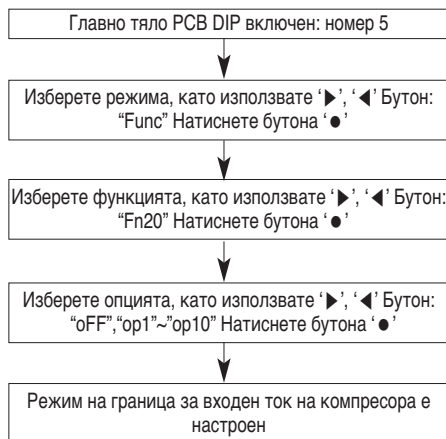 Главно тяло PCB DIP включен: номер 5
Изберете режима, като използвате ‘▶’, ‘◀’ Бутон:
“Func” Натиснете бутона ‘●’
Изберете функцията, като използвате ‘▶’, ‘◀’ Бутон:
“Fn20” Натиснете бутона ‘●’
Изберете опцията, като използвате ‘▶’, ‘◀’ Бутон:
“oFF”,“op1”~”op10” Натиснете бутона ‘●’
Режим на граница за входен ток на компресора е
настроен